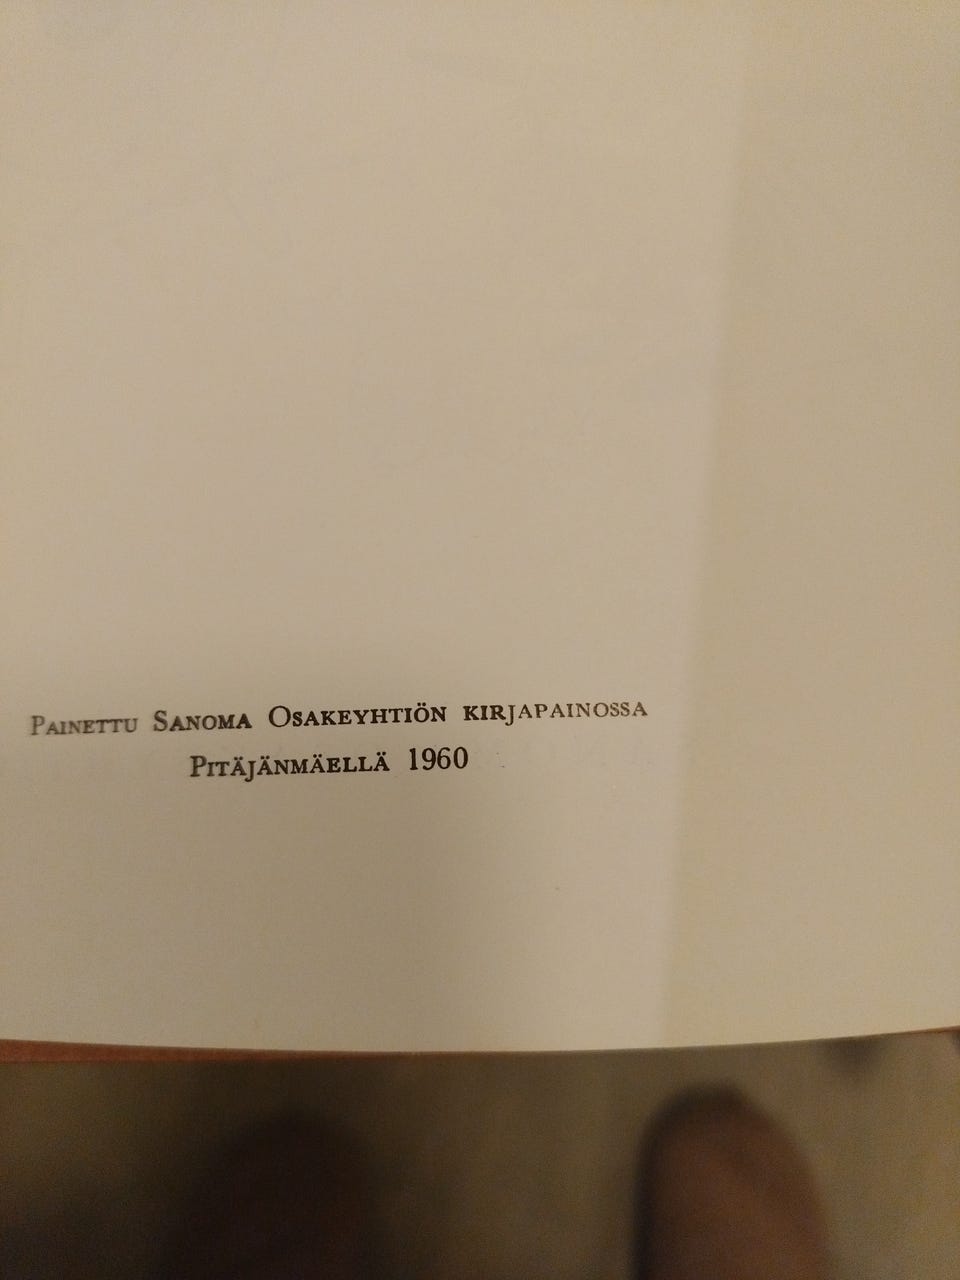 Painettu Sanoma Osakeyhtiön kirjapainossa
Pitäjänmäellä 1960